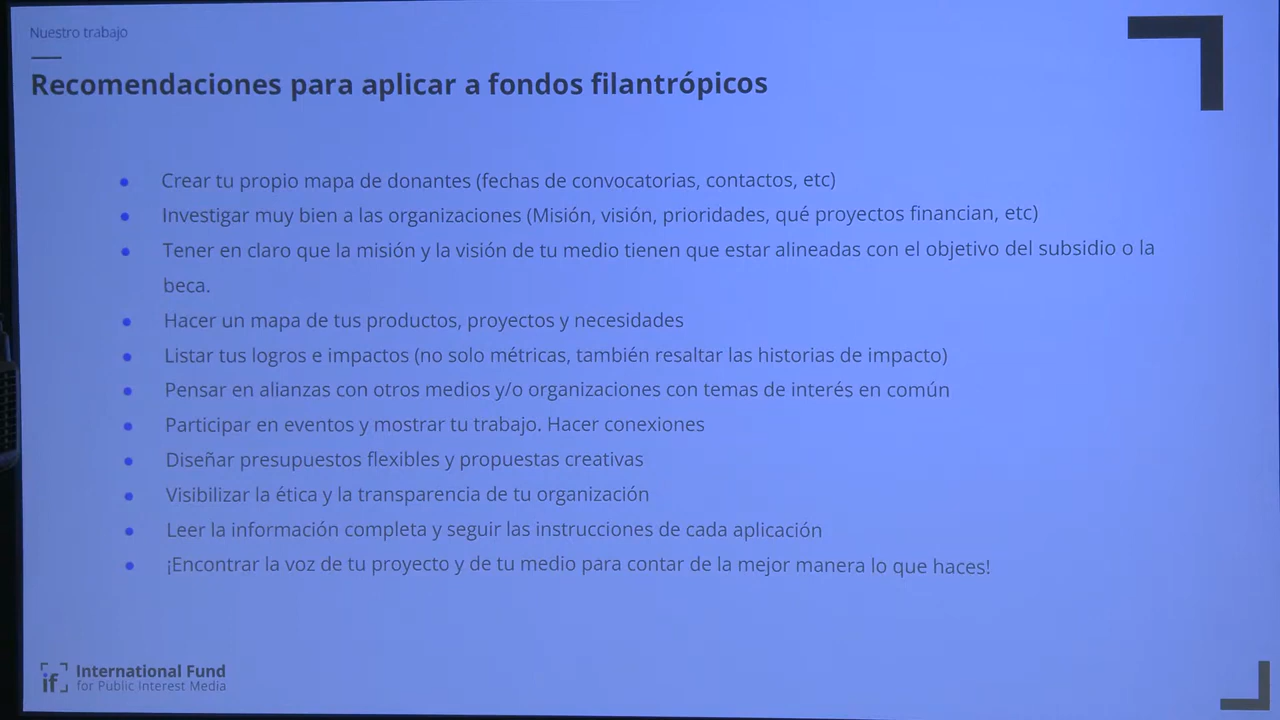 Nuestro trabajo
Recomendaciones para aplicar a fondos filantrópicos
• Crear tu propio mapa de donantes (fechas de convocatorias, contactos, etc)
• Investigar muy bien a las organizaciones (Misión, visión, prioridades, qué proyectos financian, etc)
• Tener en claro que la misión y la visión de tu medio tienen que estar alineadas con el objetivo del subsidio o la
beca.
• Hacer un mapa de tus productos, proyectos y necesidades
• Listar tus logros e impactos (no solo métricas, también resaltar las historias de impacto)
• Pensar en alianzas con otros medios y/o organizaciones con temas de interés en común
• Participar en eventos y mostrar tu trabajo. Hacer conexiones
• Diseñar presupuestos flexibles y propuestas creativas
• Visibilizar la ética y la transparencia de tu organización
• Leer la información completa y seguir las instrucciones de cada aplicación
• ¡Encontrar la voz de tu proyecto y de tu medio para contar de la mejor manera lo que haces!
if
International Fund
for Public Interest Media